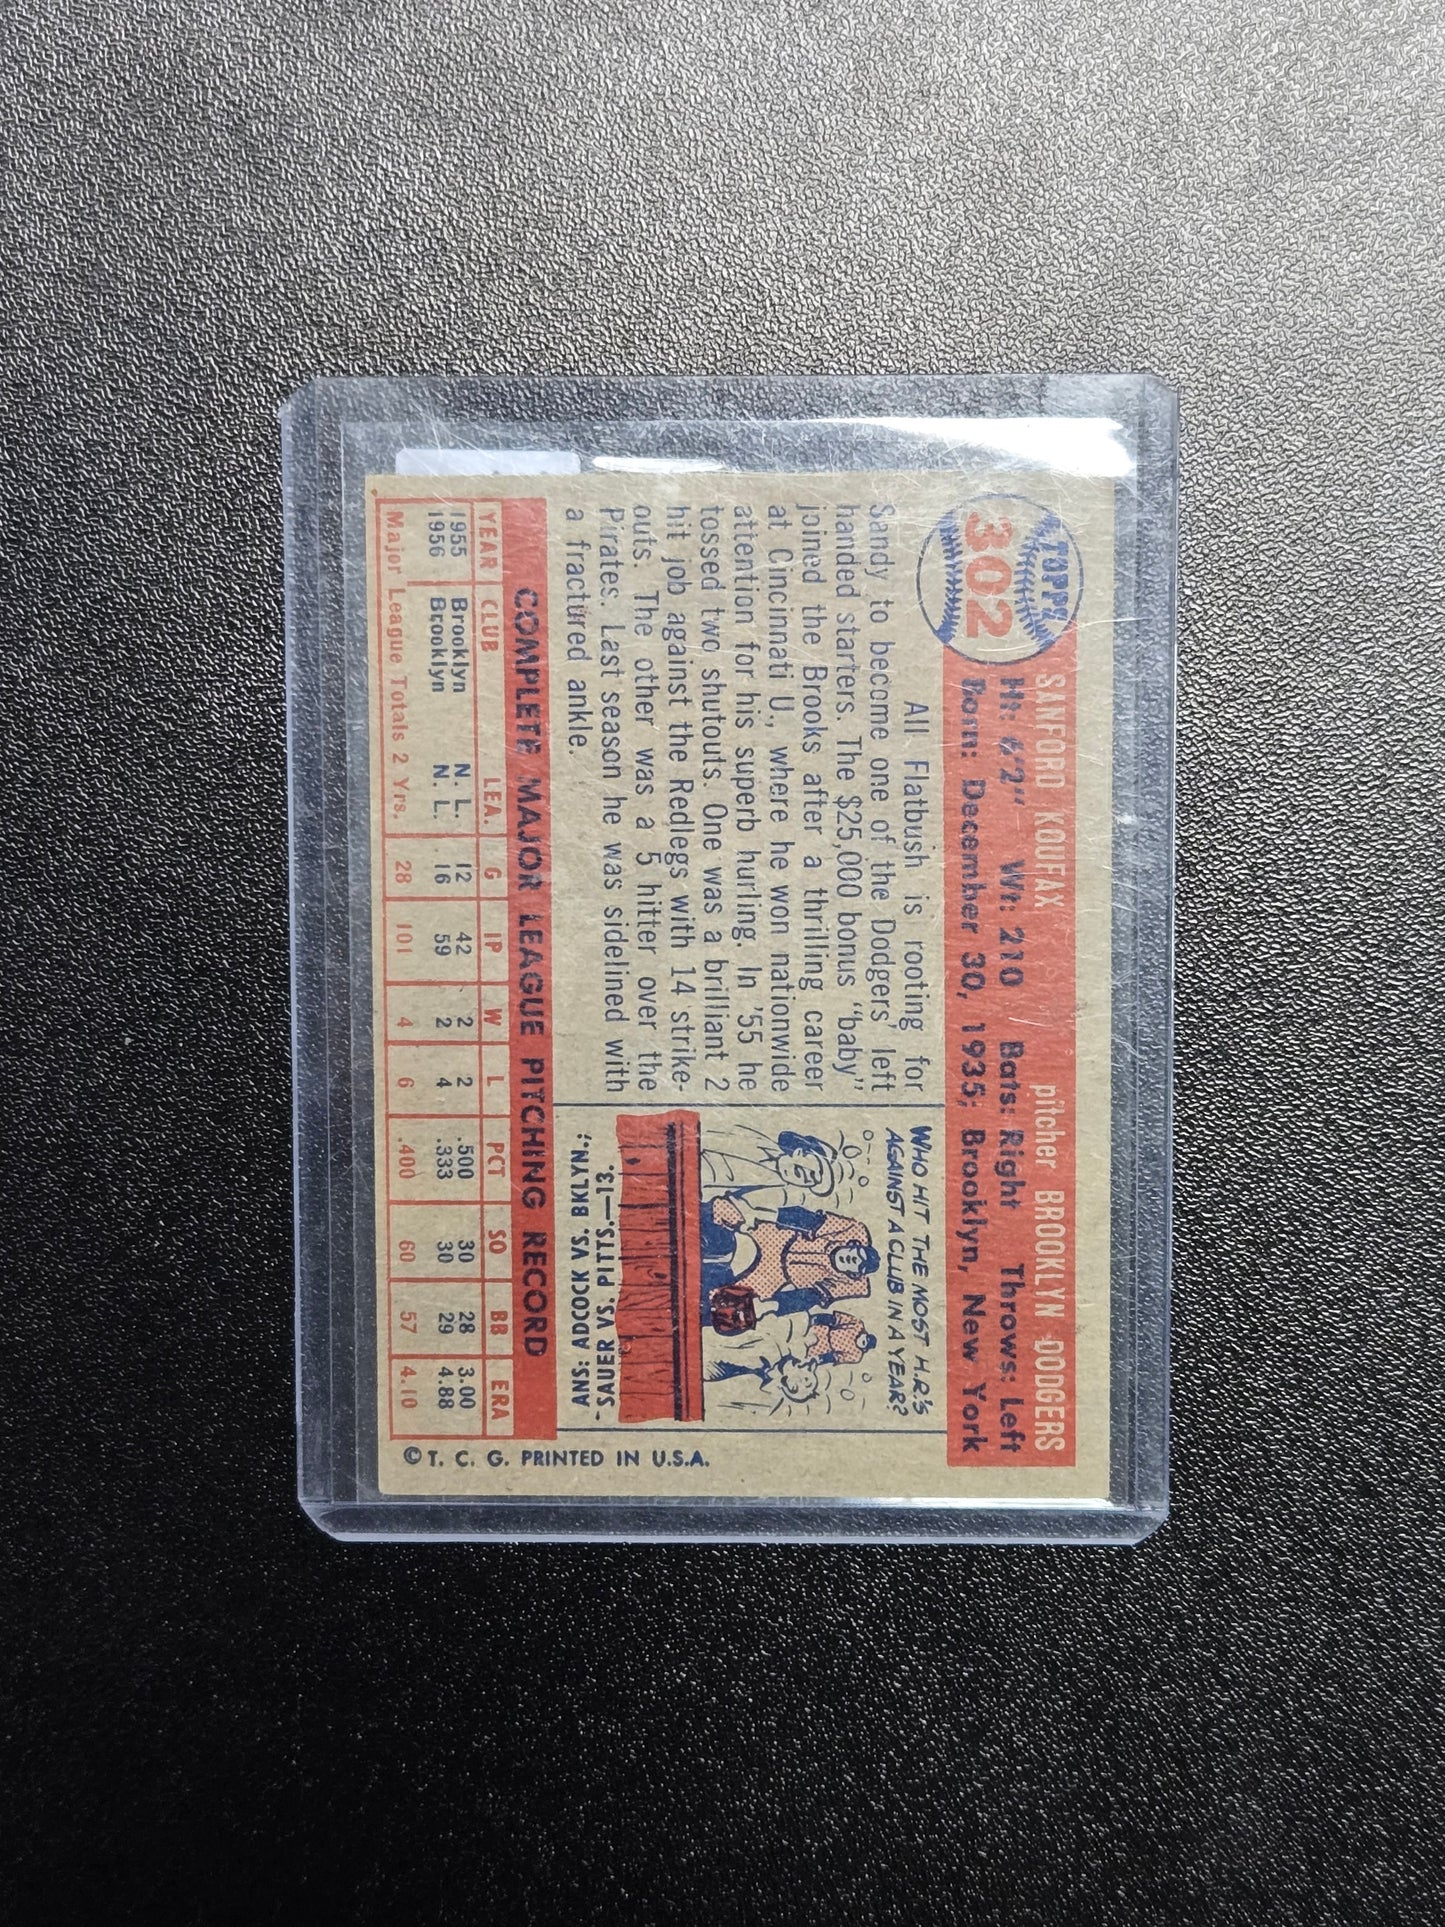 TOPPS
302
SANFORD KOUFAX pitcher BROOKLYN DODGERS
Ht: 6'2" Wt: 210 Bats: Right Throws: Left
Born: December 30, 1935; Brooklyn, New York
All Flatbush is rooting for
Sandy to become one of the Dodgers' left
handed starters. The $25,000 bonus "baby"
joined the Brooks after a thrilling career
at Cincinnati U., where he won nationwide
attention for his superb hurling. In '55 he
tossed two shutouts. One was a brilliant 2
hit job against the Redlegs with 14 strike-
outs. The other was a 5 hitter over the
Pirates. Last season he was sidelined with
a fractured ankle.
WHO HIT THE MOST H.R.'S
AGAINST A CLUB IN A YEAR?
ANS: ADCOCK VS. BKLYN.;
SAUER VS. PITTS.—13.
COMPLETE MAJOR LEAGUE PITCHING RECORD
YEAR CLUB LEA. G IP W L PCT SO BB ERA
1955 Brooklyn N. L. 12 42 2 2 .500 30 28 3.00
1956 Brooklyn N. L. 16 59 2 4 .333 30 29 4.88
Major League Totals 2 Yrs. 28 101 4 6 .400 60 57 4.10
© T. C. G. PRINTED IN U.S.A.